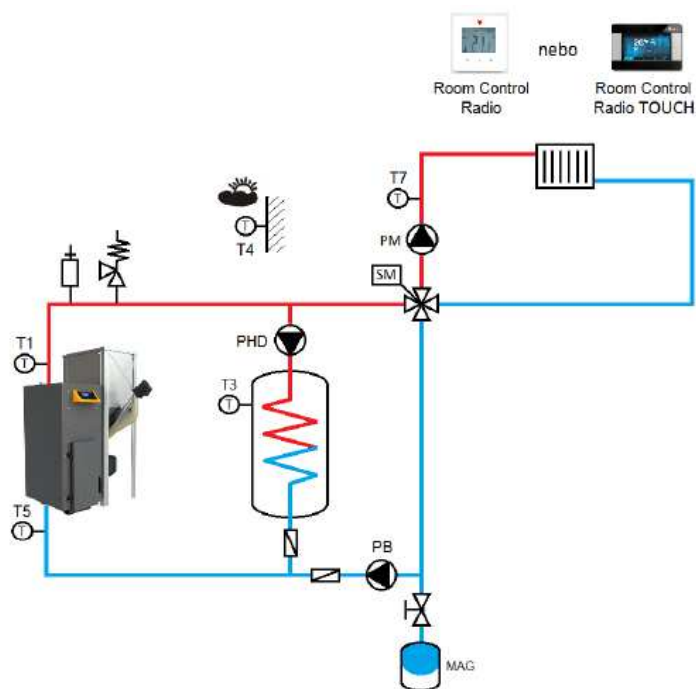 nebo
Room Control
Radio
Room Control
Radio TOUCH
T7
T
T
T4
PM
SM
T1
T
PHD
T3
T
T5
T
PB
MAG